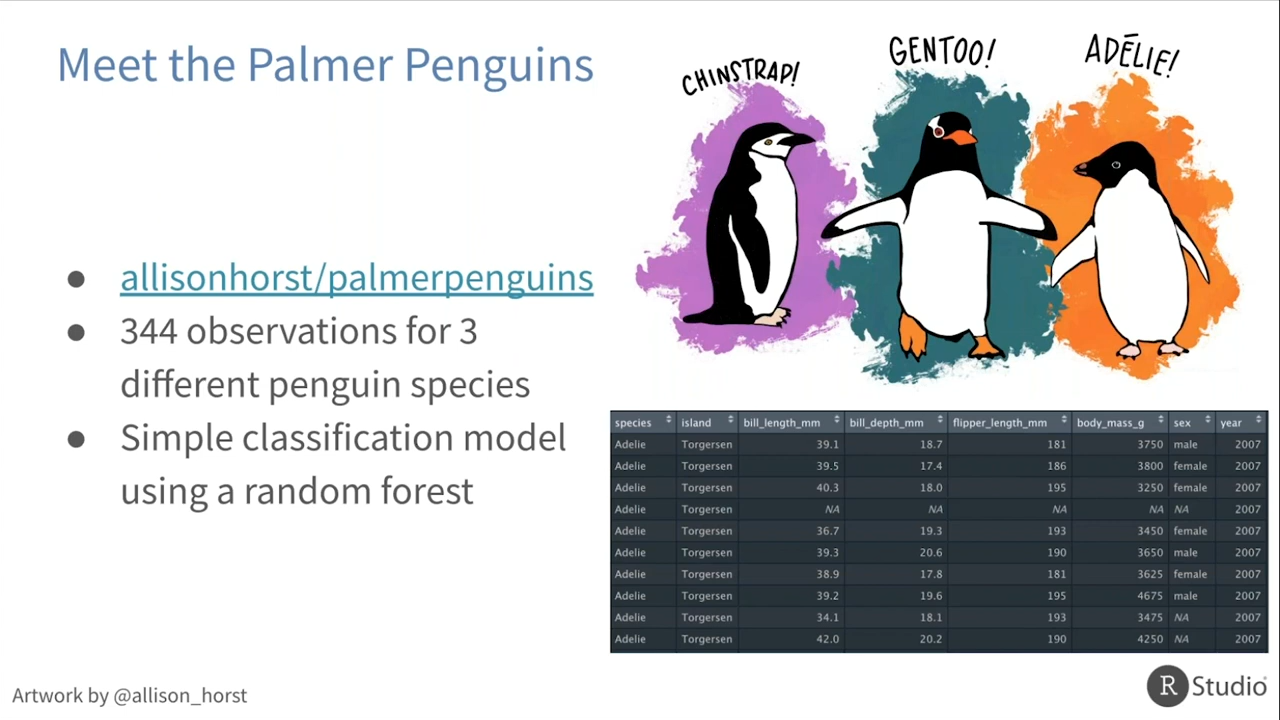 Meet the Palmer Penguins
CHINSTRAP!
GENTOO!
ADĒLIE!
● allisonhorst/palmerpenguins
● 344 observations for 3
different penguin species
● Simple classification model
using a random forest
species island bill_length_mm bill_depth_mm flipper_length_mm body_mass_g sex year
Adelie Torgersen 39.1 18.7 181 3750 male 2007
Adelie Torgersen 39.5 17.4 186 3800 female 2007
Adelie Torgersen 40.3 18.0 195 3250 female 2007
Adelie Torgersen NA NA NA NA NA 2007
Adelie Torgersen 36.7 19.3 193 3450 female 2007
Adelie Torgersen 39.3 20.6 190 3650 male 2007
Adelie Torgersen 38.9 17.8 181 3625 female 2007
Adelie Torgersen 39.2 19.6 195 4675 male 2007
Adelie Torgersen 34.1 18.1 193 3475 NA 2007
Adelie Torgersen 42.0 20.2 190 4250 NA 2007
Artwork by @allison_horst
R Studio®